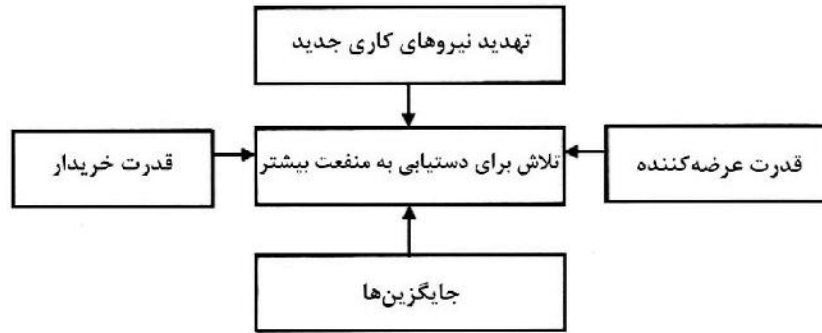 تهدید نیروهای کاری جدید
قدرت عرضه‌کننده
تلاش برای دستیابی به منفعت بیشتر
قدرت خریدار
جایگزین‌ها